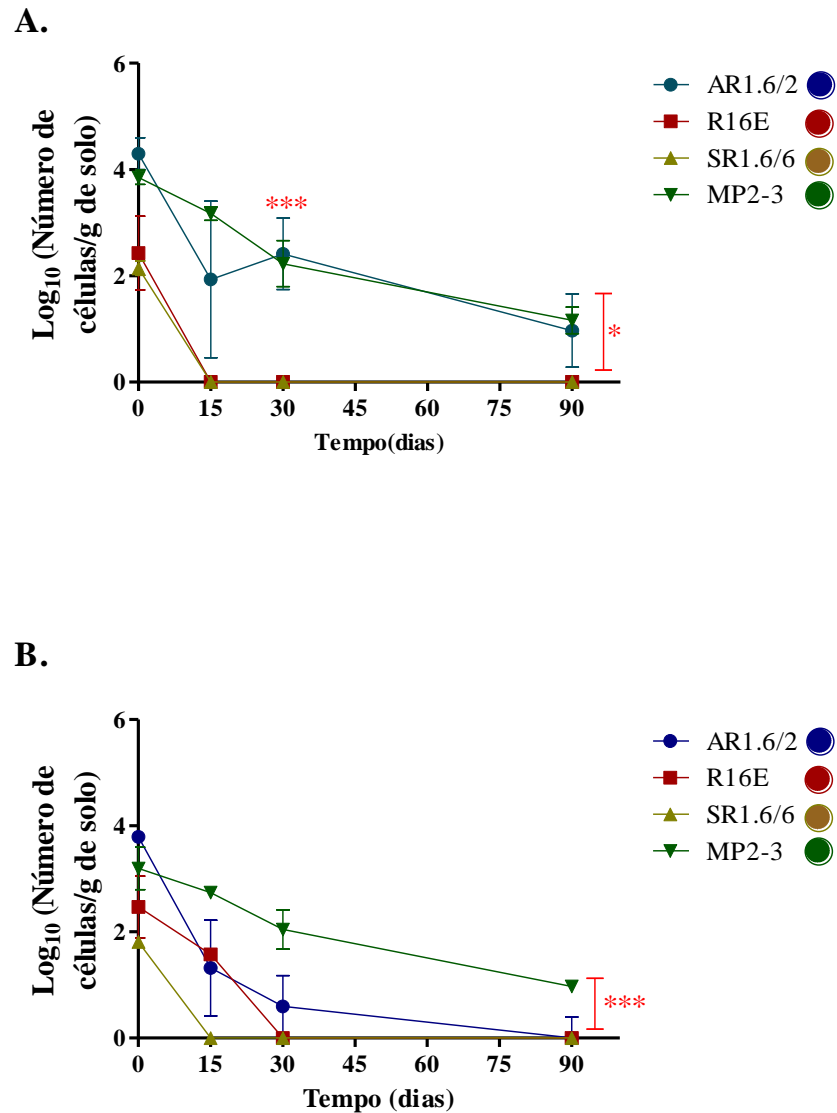 A.
Log10 (Número de
células/g de solo)
6
4
2
0
***
*
0 15 30 45 60 75 90
Tempo(dias)
AR1.6/2
R16E
SR1.6/6
MP2-3
B.
Log10 (Número de
células/g de solo)
6
4
2
0
***
0 15 30 45 60 75 90
Tempo (dias)
AR1.6/2
R16E
SR1.6/6
MP2-3